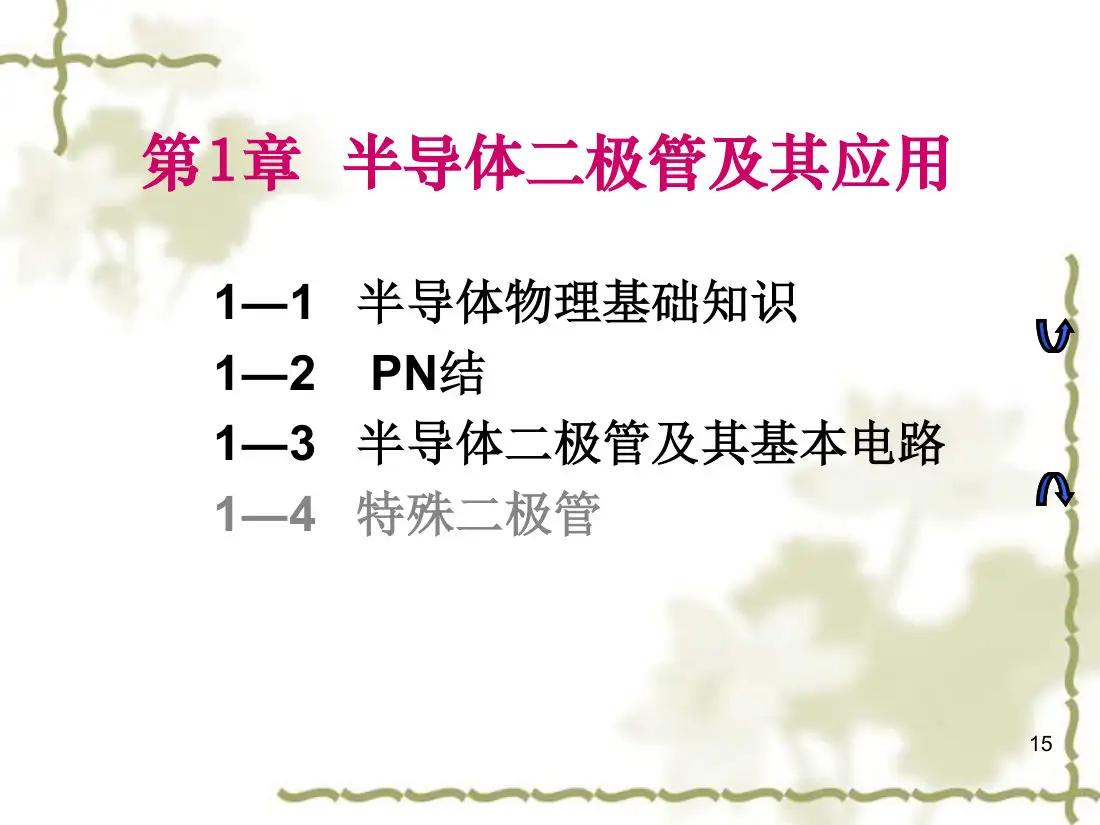 第1章 半导体二极管及其应用
1—1 半导体物理基础知识
1—2 PN结
1—3 半导体二极管及其基本电路
1—4 特殊二极管
15